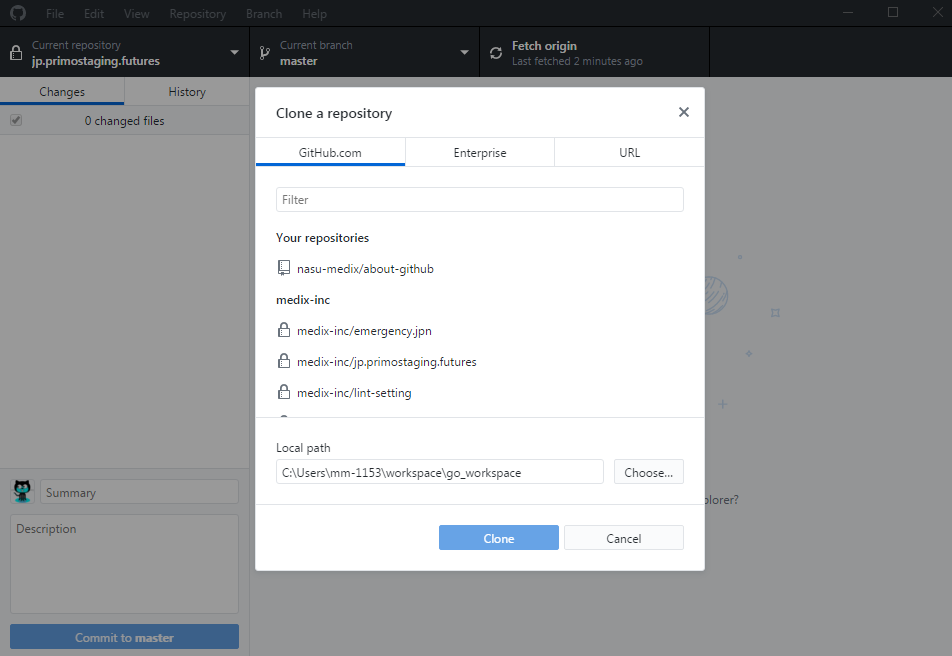 File Edit View Repository Branch Help
Current repository
jp.primostaging.futures
Current branch
master
Fetch origin
Last fetched 2 minutes ago
Changes
History
0 changed files
Clone a repository
GitHub.com
Enterprise
URL
Filter
Your repositories
nasu-medix/about-github
medix-inc
medix-inc/emergency.jpn
medix-inc/jp.primostaging.futures
medix-inc/lint-setting
Local path
C:\Users\mm-1153\workspace\go_workspace
Choose...
Clone
Cancel
plorer?
Summary
Description
Commit to master